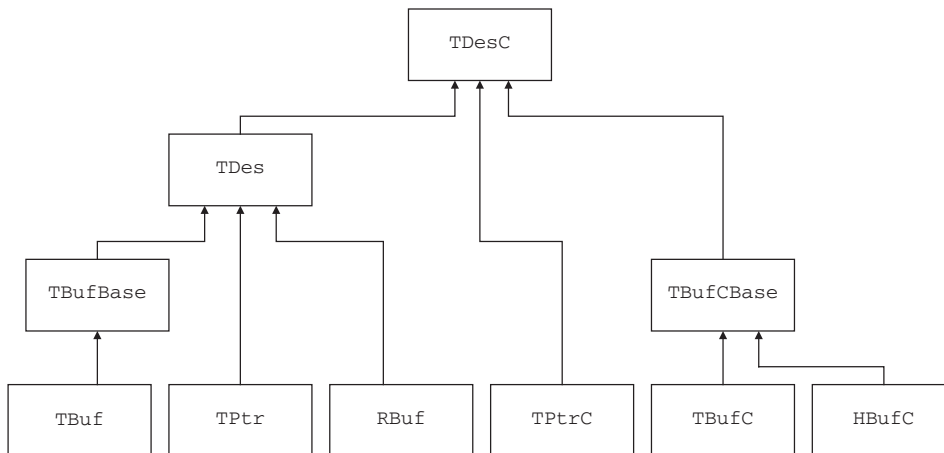 TDesC
TDes
TBufBase
TBufCBase
TBuf
TPtr
RBuf
TPtrC
TBufC
HBufC